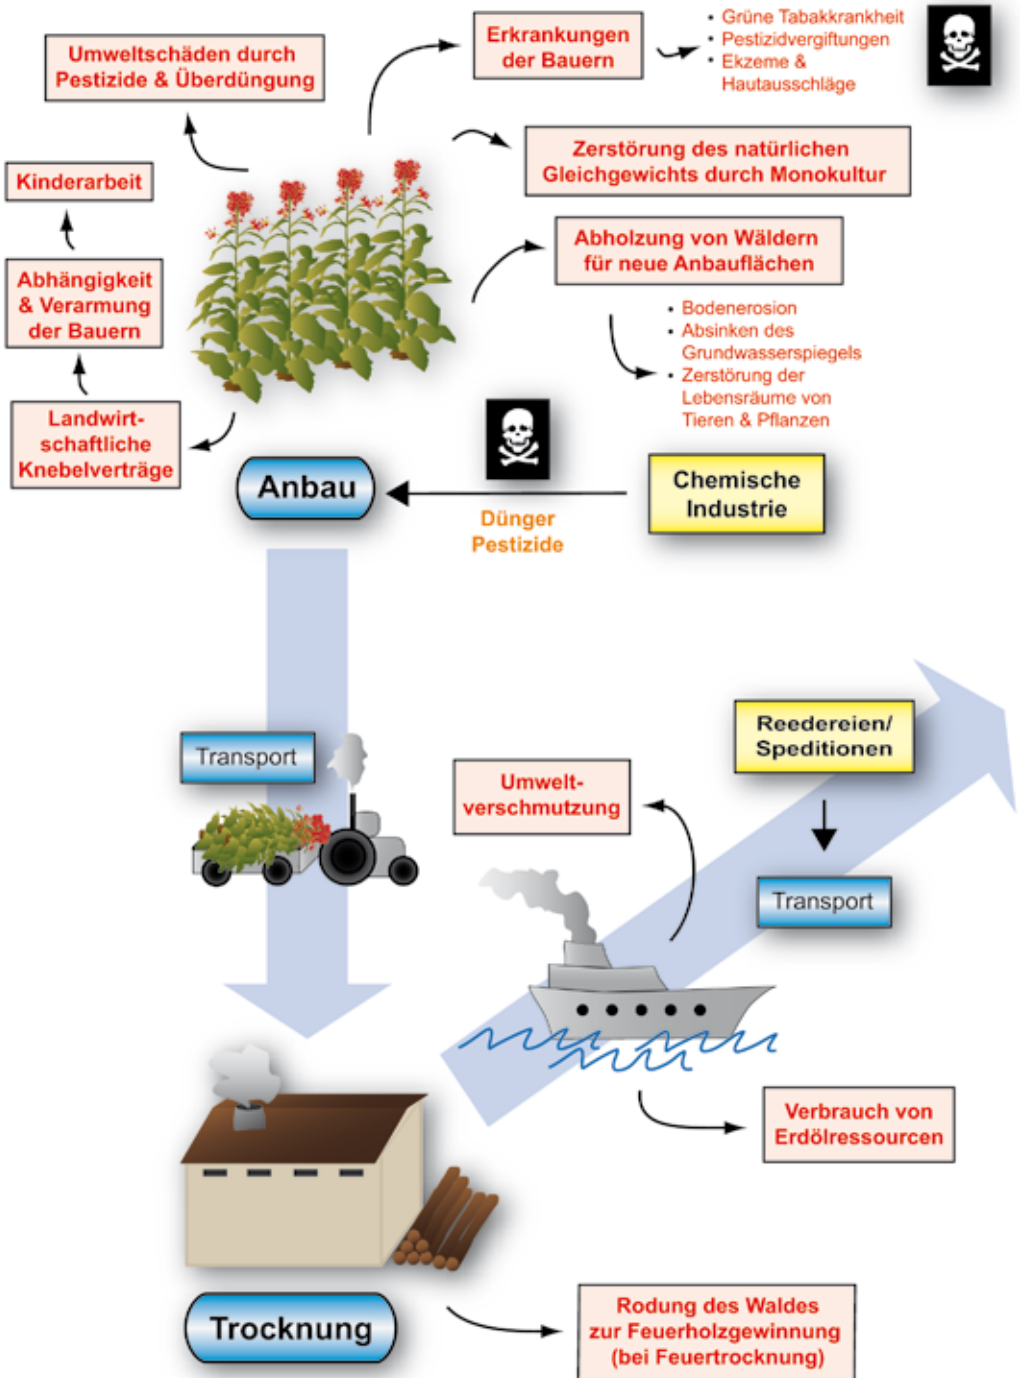 Umweltschäden durch
Pestizide & Überdüngung
Erkrankungen
der Bauern
• Grüne Tabakkrankheit
• Pestizidvergiftungen
• Ekzeme &
Hautausschläge
Zerstörung des natürlichen
Gleichgewichts durch Monokultur
Kinderarbeit
Abholzung von Wäldern
für neue Anbauflächen
Abhängigkeit
& Verarmung
der Bauern
• Bodenerosion
• Absinken des
Grundwasserspiegels
• Zerstörung der
Lebensräume von
Tieren & Pflanzen
Landwirt-
schaftliche
Knebelverträge
Anbau
Chemische
Industrie
Dünger
Pestizide
Transport
Reedereien/
Speditionen
Umwelt-
verschmutzung
Transport
Verbrauch von
Erdölressourcen
Trocknung
Rodung des Waldes
zur Feuerholzgewinnung
(bei Feuertrocknung)